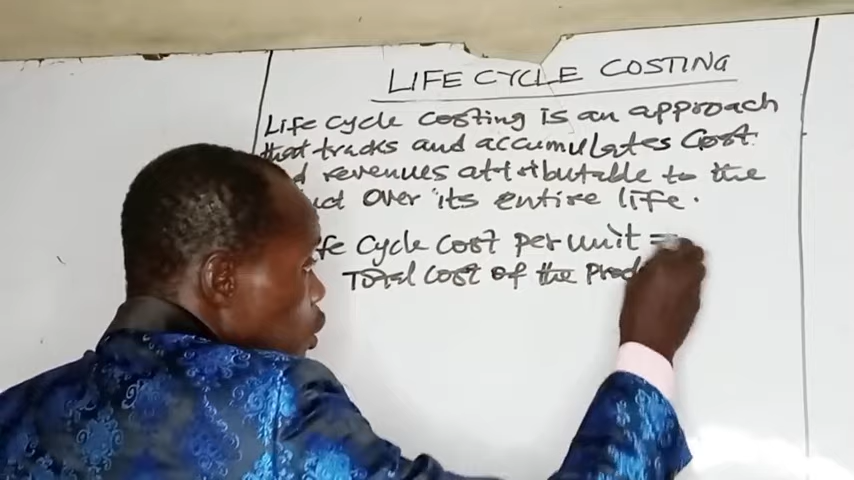 LIFE CYCLE COSTING
Life cycle costing is an approach
that tracks and accumulates Cost
revenues attributable to the
over its entire life.
cycle cost per unit =
Total cost of the